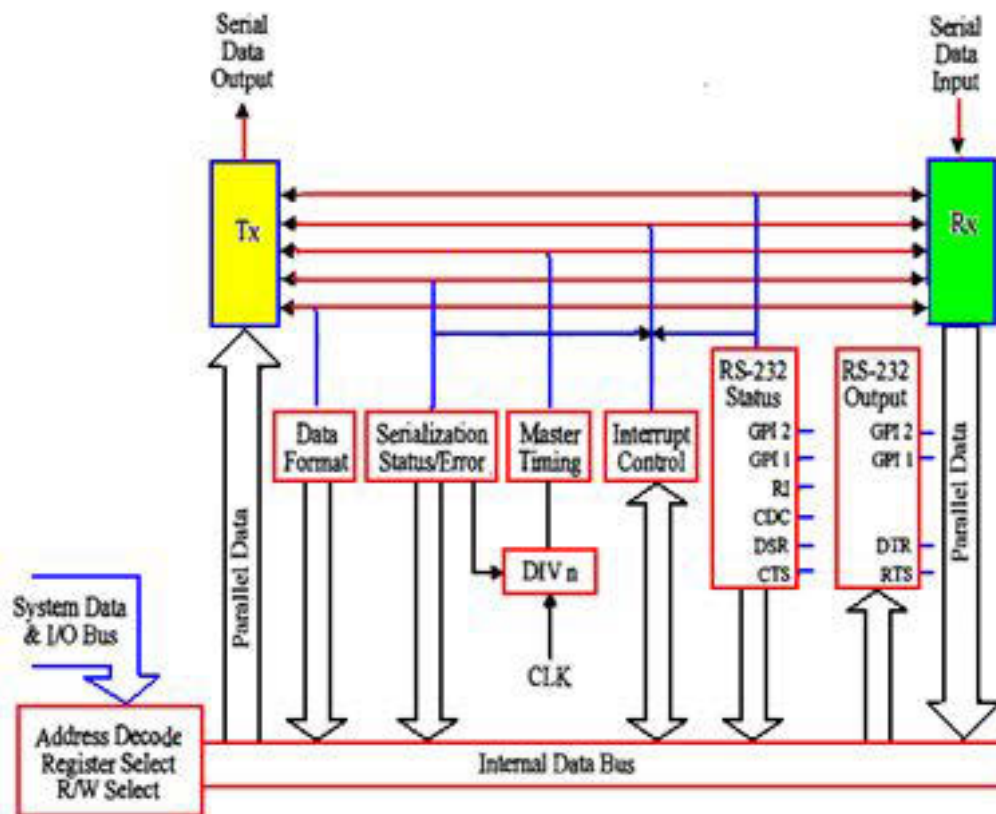 Serial
Data
Output
Serial
Data
Input
Tx
Rx
Data
Format
Serialization
Status/Error
Master
Timing
Interrupt
Control
RS-232
Status
GPI 2
GPI 1
RI
CDC
DSR
CTS
RS-232
Output
GPI 2
GPI 1
DTR
RTS
Parallel Data
Parallel Data
DIV n
CLK
System Data
& I/O Bus
Address Decode
Register Select
R/W Select
Internal Data Bus